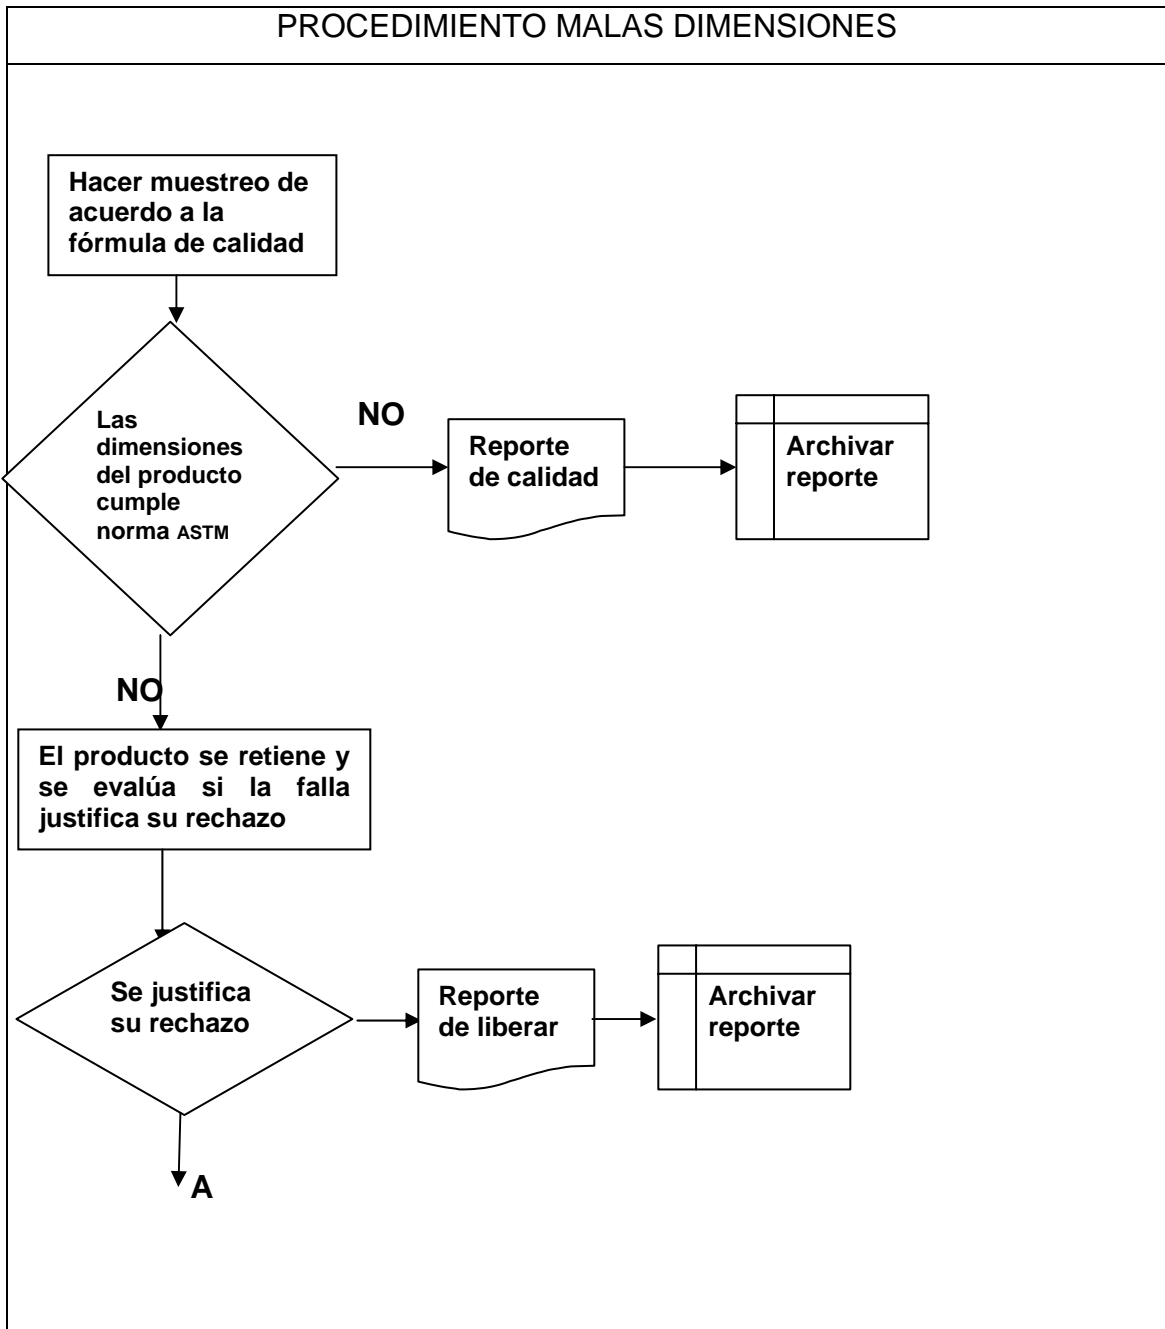 PROCEDIMIENTO MALAS DIMENSIONES
Hacer muestreo de
acuerdo a la
fórmula de calidad
Las
dimensiones
del producto
cumple
norma ASTM
NO
Reporte
de calidad
Archivar
reporte
NO
El producto se retiene y
se evalúa si la falla
justifica su rechazo
Se justifica
su rechazo
Reporte
de liberar
Archivar
reporte
A